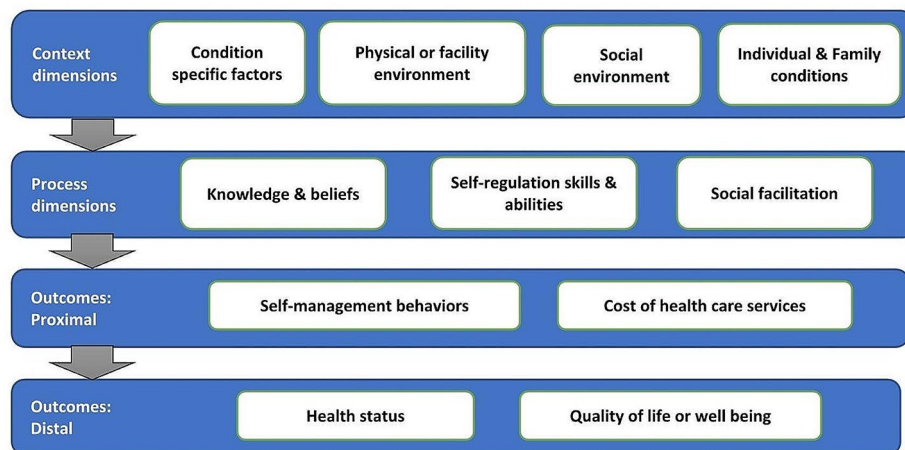 Context
dimensions
Condition
specific factors
Physical or facility
environment
Social
environment
Individual & Family
conditions
Process
dimensions
Knowledge & beliefs
Self-regulation skills &
abilities
Social facilitation
Outcomes:
Proximal
Self-management behaviors
Cost of health care services
Outcomes:
Distal
Health status
Quality of life or well being